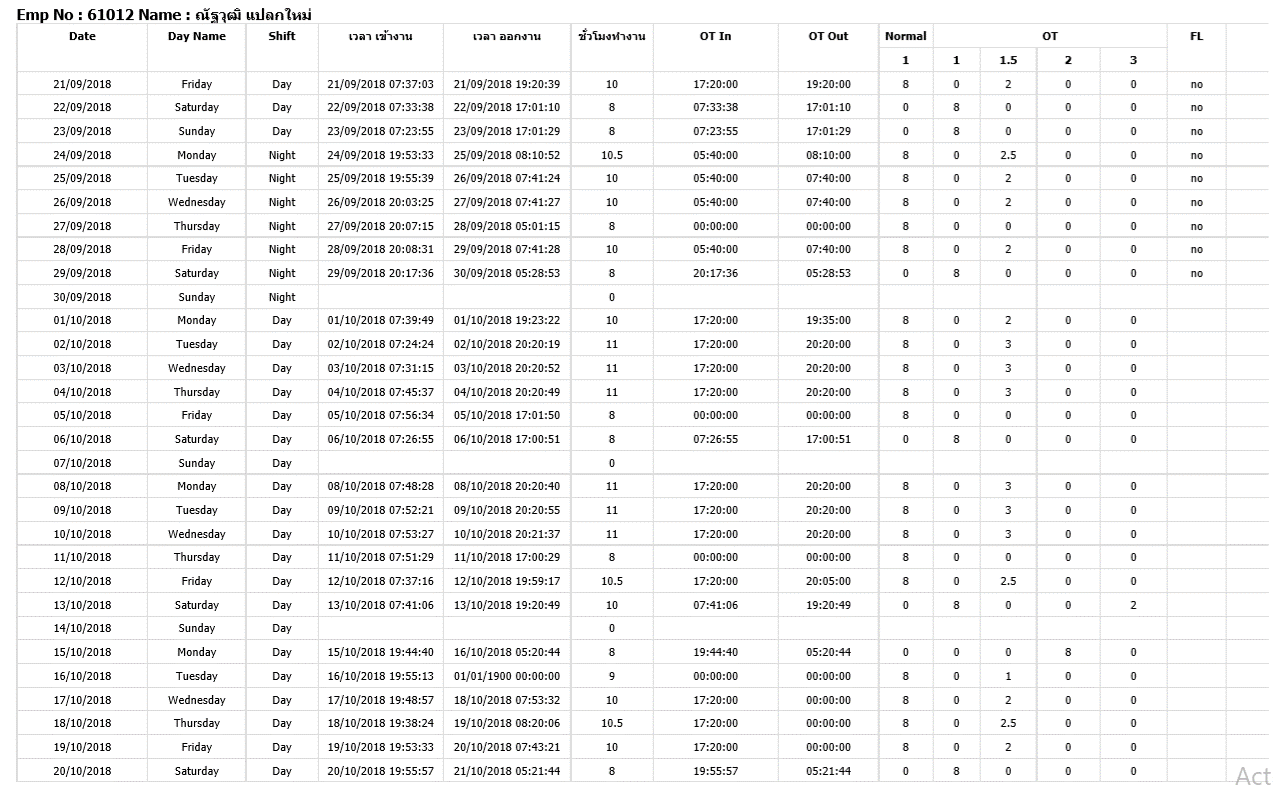 Emp No : 61012 Name : ณัฐวุฒิ แปลกใหม่
Date Day Name Shift เวลา เข้างาน เวลา ออกงาน ชั่วโมงทำงาน OT In OT Out Normal OT FL
1 1 1.5 2 3
21/09/2018 Friday Day 21/09/2018 07:37:03 21/09/2018 19:20:39 10 17:20:00 19:20:00 8 0 2 0 0 no
22/09/2018 Saturday Day 22/09/2018 07:33:38 22/09/2018 17:01:10 8 07:33:38 17:01:10 0 8 0 0 0 no
23/09/2018 Sunday Day 23/09/2018 07:23:55 23/09/2018 17:01:29 8 07:23:55 17:01:29 0 8 0 0 0 no
24/09/2018 Monday Night 24/09/2018 19:53:33 25/09/2018 08:10:52 10.5 05:40:00 08:10:00 8 0 2.5 0 0 no
25/09/2018 Tuesday Night 25/09/2018 19:55:39 26/09/2018 07:41:24 10 05:40:00 07:40:00 8 0 2 0 0 no
26/09/2018 Wednesday Night 26/09/2018 20:03:25 27/09/2018 07:41:27 10 05:40:00 07:40:00 8 0 2 0 0 no
27/09/2018 Thursday Night 27/09/2018 20:07:15 28/09/2018 05:01:15 8 00:00:00 00:00:00 8 0 0 0 0 no
28/09/2018 Friday Night 28/09/2018 20:08:31 29/09/2018 07:41:28 10 05:40:00 07:40:00 8 0 2 0 0 no
29/09/2018 Saturday Night 29/09/2018 20:17:36 30/09/2018 05:28:53 8 20:17:36 05:28:53 0 8 0 0 0 no
30/09/2018 Sunday Night 0
01/10/2018 Monday Day 01/10/2018 07:39:49 01/10/2018 19:23:22 10 17:20:00 19:35:00 8 0 2 0 0
02/10/2018 Tuesday Day 02/10/2018 07:24:24 02/10/2018 20:20:19 11 17:20:00 20:20:00 8 0 3 0 0
03/10/2018 Wednesday Day 03/10/2018 07:31:15 03/10/2018 20:20:52 11 17:20:00 20:20:00 8 0 3 0 0
04/10/2018 Thursday Day 04/10/2018 07:45:37 04/10/2018 20:20:49 11 17:20:00 20:20:00 8 0 3 0 0
05/10/2018 Friday Day 05/10/2018 07:56:34 05/10/2018 17:01:50 8 00:00:00 00:00:00 8 0 0 0 0
06/10/2018 Saturday Day 06/10/2018 07:26:55 06/10/2018 17:00:51 8 07:26:55 17:00:51 0 8 0 0 0
07/10/2018 Sunday Day 0
08/10/2018 Monday Day 08/10/2018 07:48:28 08/10/2018 20:20:40 11 17:20:00 20:20:00 8 0 3 0 0
09/10/2018 Tuesday Day 09/10/2018 07:52:21 09/10/2018 20:20:55 11 17:20:00 20:20:00 8 0 3 0 0
10/10/2018 Wednesday Day 10/10/2018 07:53:27 10/10/2018 20:21:37 11 17:20:00 20:20:00 8 0 3 0 0
11/10/2018 Thursday Day 11/10/2018 07:51:29 11/10/2018 17:00:29 8 00:00:00 00:00:00 8 0 0 0 0
12/10/2018 Friday Day 12/10/2018 07:37:16 12/10/2018 19:59:17 10.5 17:20:00 20:05:00 8 0 2.5 0 0
13/10/2018 Saturday Day 13/10/2018 07:41:06 13/10/2018 19:20:49 10 07:41:06 19:20:49 0 8 0 0 2
14/10/2018 Sunday Day 0
15/10/2018 Monday Day 15/10/2018 19:44:40 16/10/2018 05:20:44 8 19:44:40 05:20:44 0 0 0 8 0
16/10/2018 Tuesday Day 16/10/2018 19:55:13 01/01/1900 00:00:00 9 00:00:00 00:00:00 8 0 1 0 0
17/10/2018 Wednesday Day 17/10/2018 19:48:57 18/10/2018 07:53:32 10 17:20:00 00:00:00 8 0 2 0 0
18/10/2018 Thursday Day 18/10/2018 19:38:24 19/10/2018 08:20:06 10.5 17:20:00 00:00:00 8 0 2.5 0 0
19/10/2018 Friday Day 19/10/2018 19:53:33 20/10/2018 07:43:21 10 17:20:00 00:00:00 8 0 2 0 0
20/10/2018 Saturday Day 20/10/2018 19:55:57 21/10/2018 05:21:44 8 19:55:57 05:21:44 0 8 0 0 0
Act